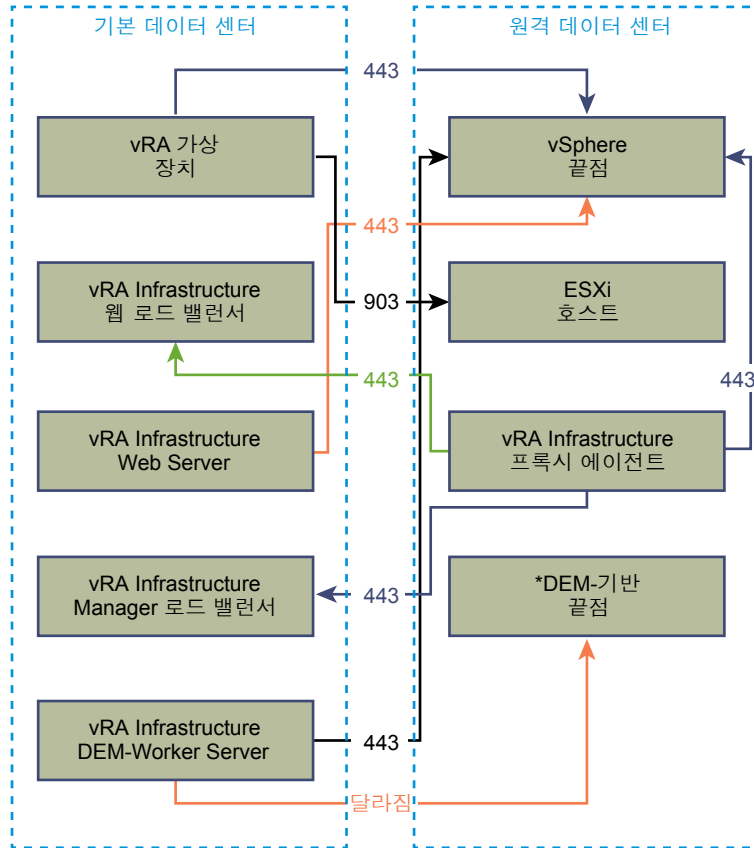 기본 데이터 센터
원격 데이터 센터
443
vRA 가상
장치
vSphere
끝점
443
vRA Infrastructure
웹 로드 밸런서
903
ESXi
호스트
443
443
vRA Infrastructure
Web Server
vRA Infrastructure
프록시 에이전트
vRA Infrastructure
Manager 로드 밸런서
443
*DEM-기반
끝점
vRA Infrastructure
DEM-Worker Server
443
달라짐